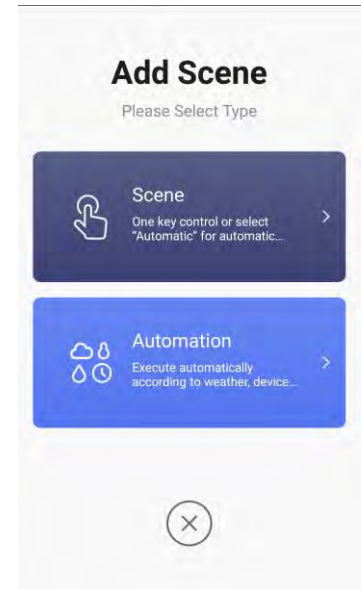 Add Scene
Please Select Type
Scene
One key control or select
"Automatic" for automatic...
Automation
Execute automatically
according to weather, device...